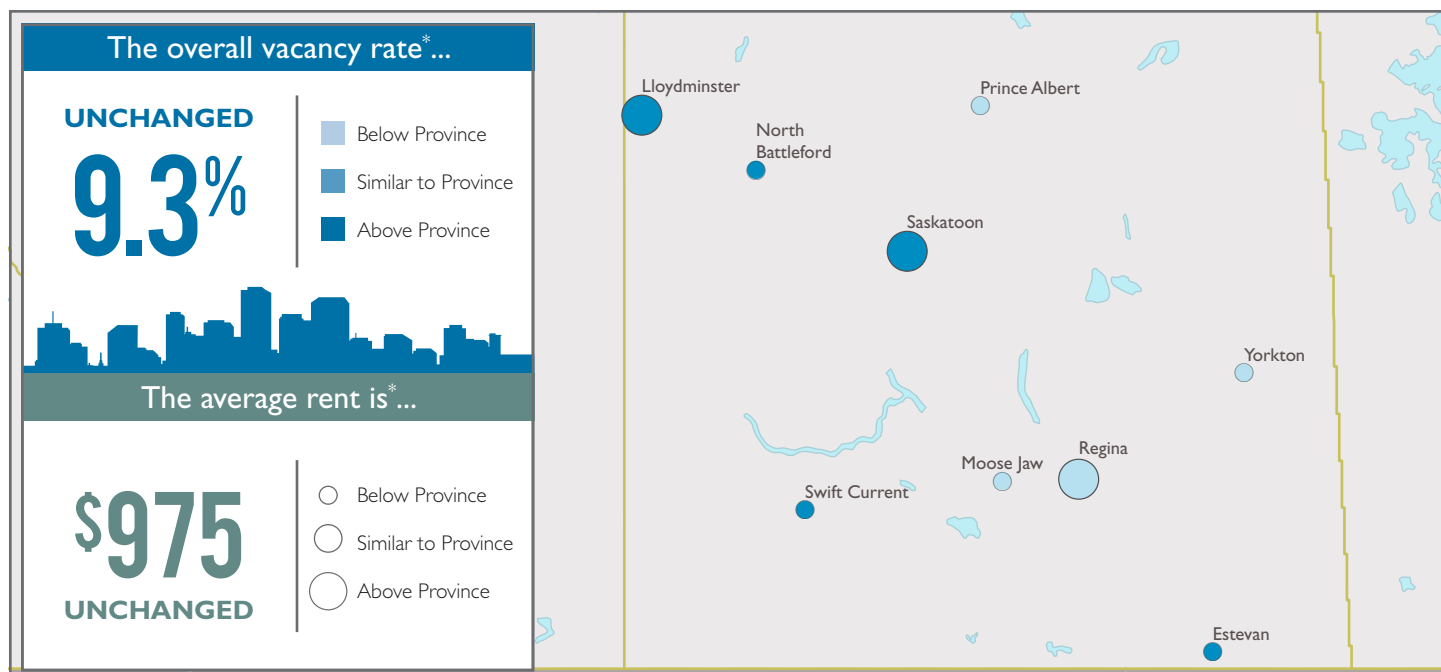 The overall vacancy rate*...
UNCHANGED
9.3%
Below Province
Similar to Province
Above Province
The average rent is*...
$975
UNCHANGED
Below Province
Similar to Province
Above Province
Lloydminster
Prince Albert
North
Battleford
Saskatoon
Yorkton
Regina
Moose Jaw
Swift Current
Estevan